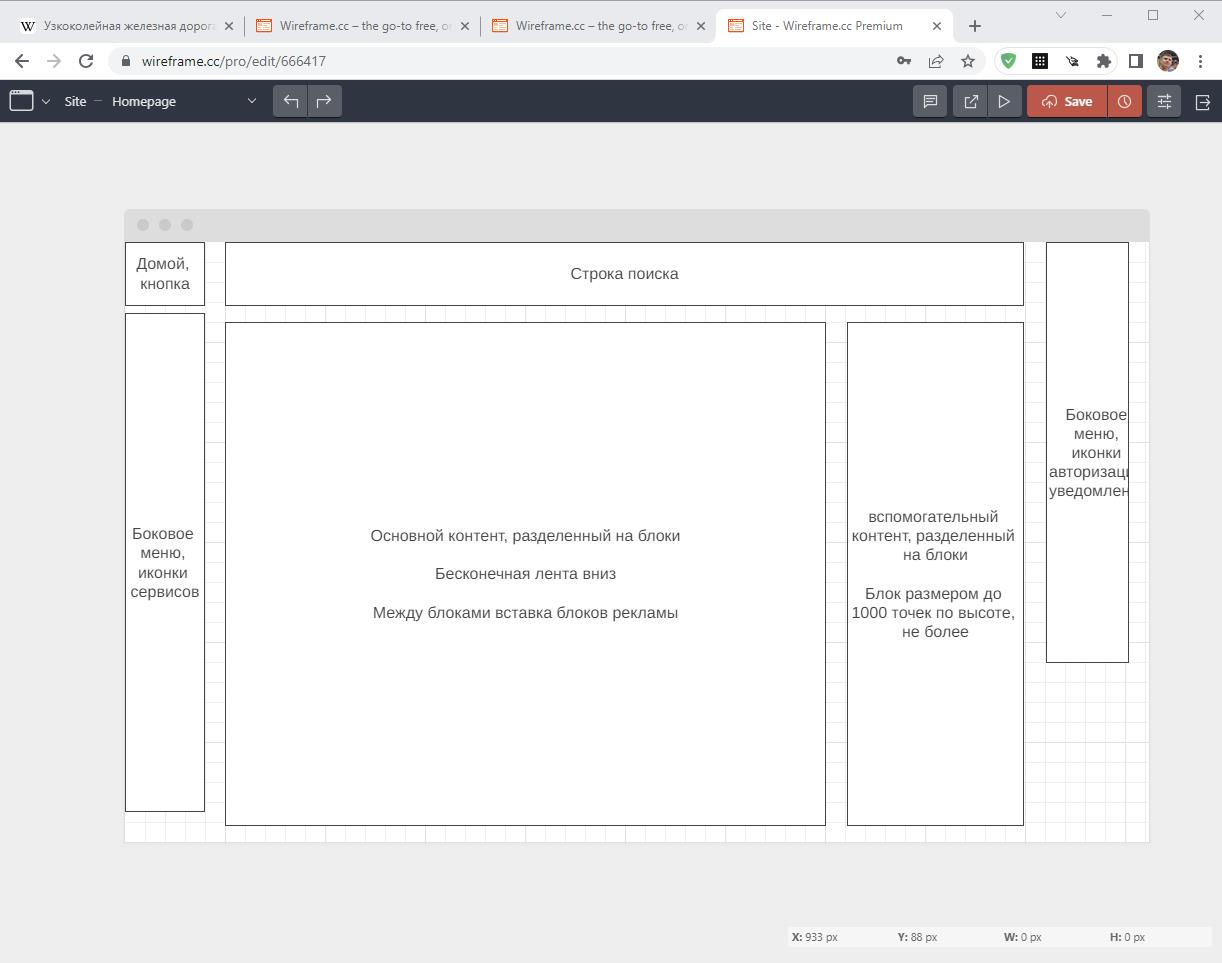 Узкоколейная железная дорога
Wireframe.cc – the go-to free, o
Wireframe.cc – the go-to free, o
Site - Wireframe.cc Premium
wireframe.cc/pro/edit/666417
Site – Homepage
Save
Домой,
кнопка
Строка поиска
Боковое
меню,
иконки
авторизаци
уведомлен
вспомогательный
контент, разделенный
на блоки
Блок размером до
1000 точек по высоте,
не более
Основной контент, разделенный на блоки
Бесконечная лента вниз
Между блоками вставка блоков рекламы
Боковое
меню,
иконки
сервисов
X: 933 px Y: 88 px W: 0 px H: 0 px